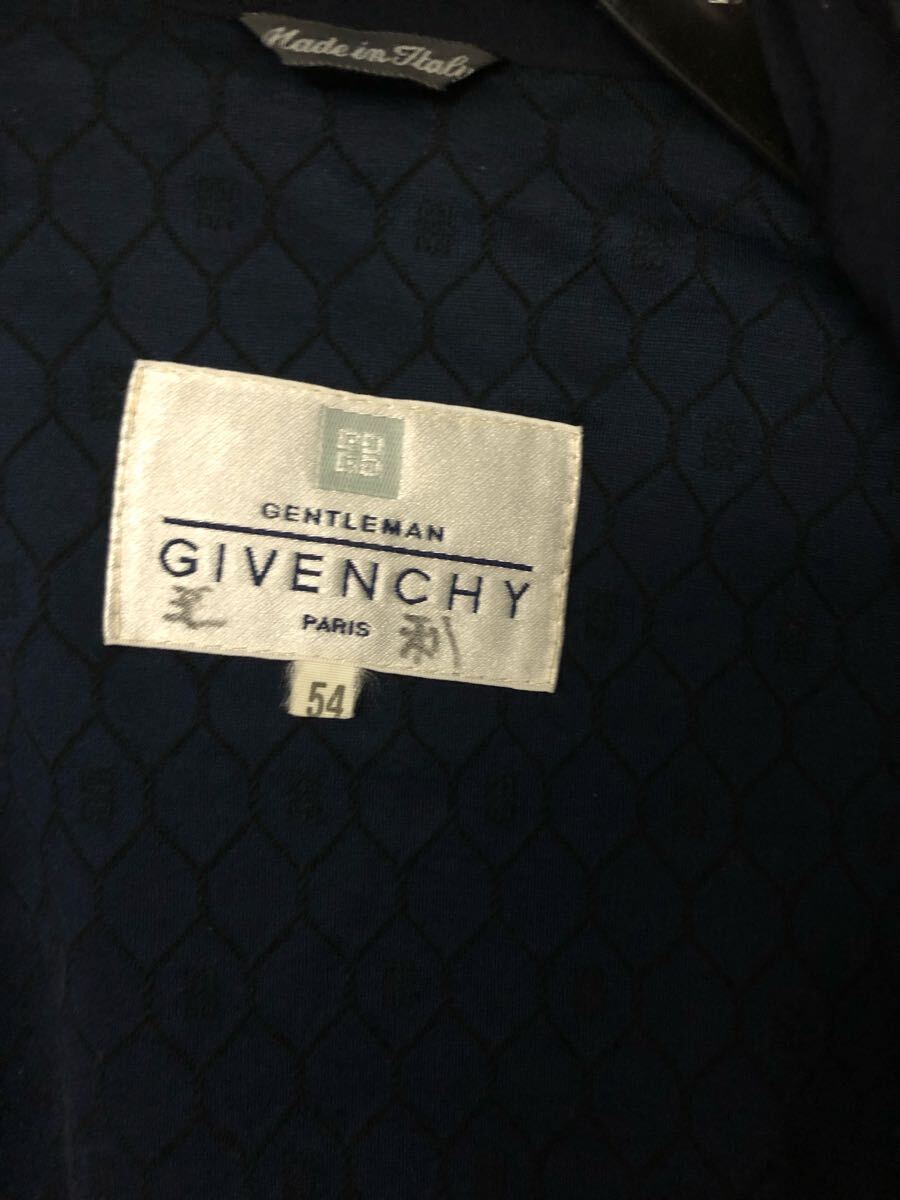 Made in Italy
GENTLEMAN
GIVENCHY
PARIS
54